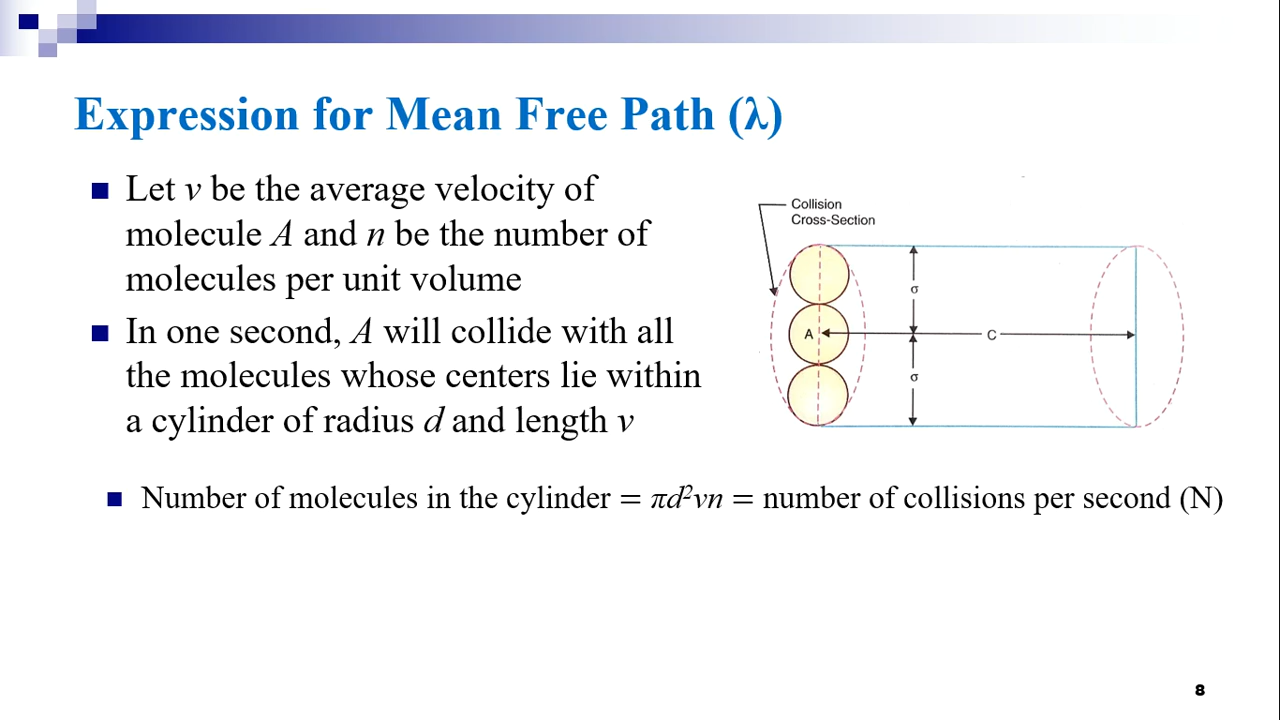 Expression for Mean Free Path (λ)
Let v be the average velocity of
molecule A and n be the number of
molecules per unit volume
In one second, A will collide with all
the molecules whose centers lie within
a cylinder of radius d and length v
Collision
Cross-Section
σ
A
C
σ
Number of molecules in the cylinder = πd²vn = number of collisions per second (N)
8